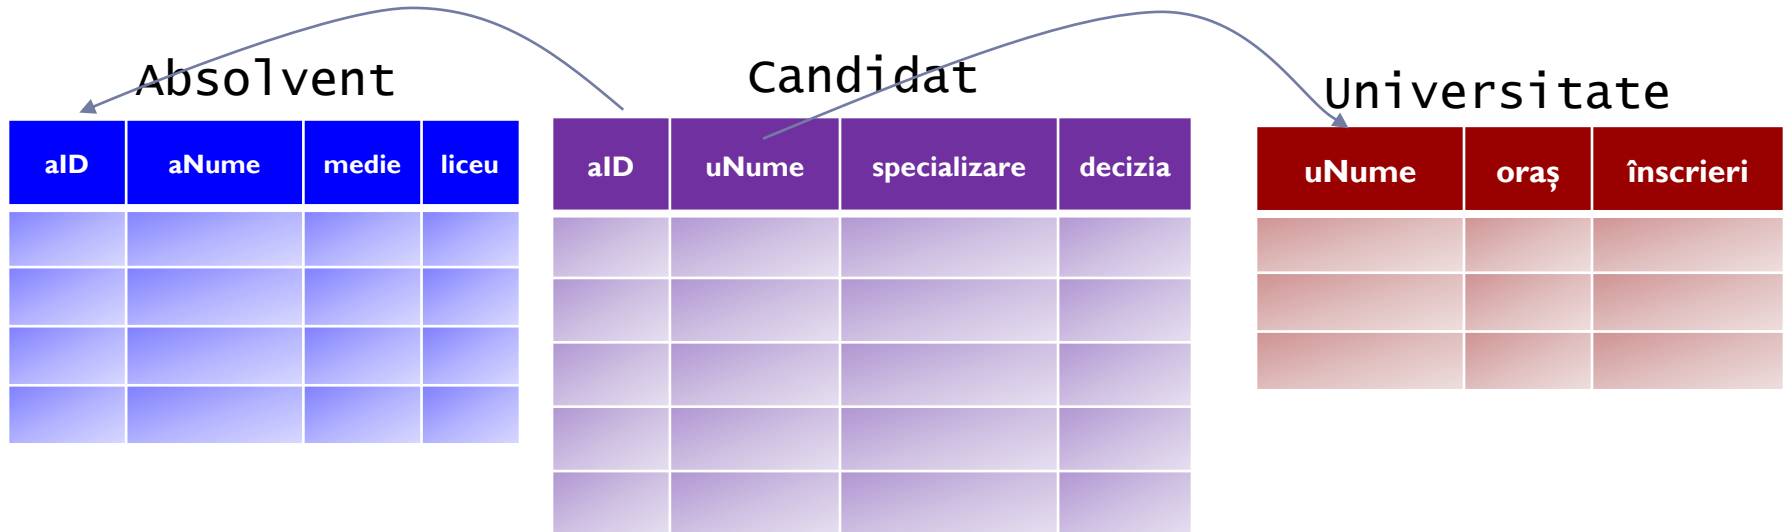 Absolvent
aID aNume medie liceu
Candidat
aID uNume specializare decizia
Universitate
uNume oraș înscrieri